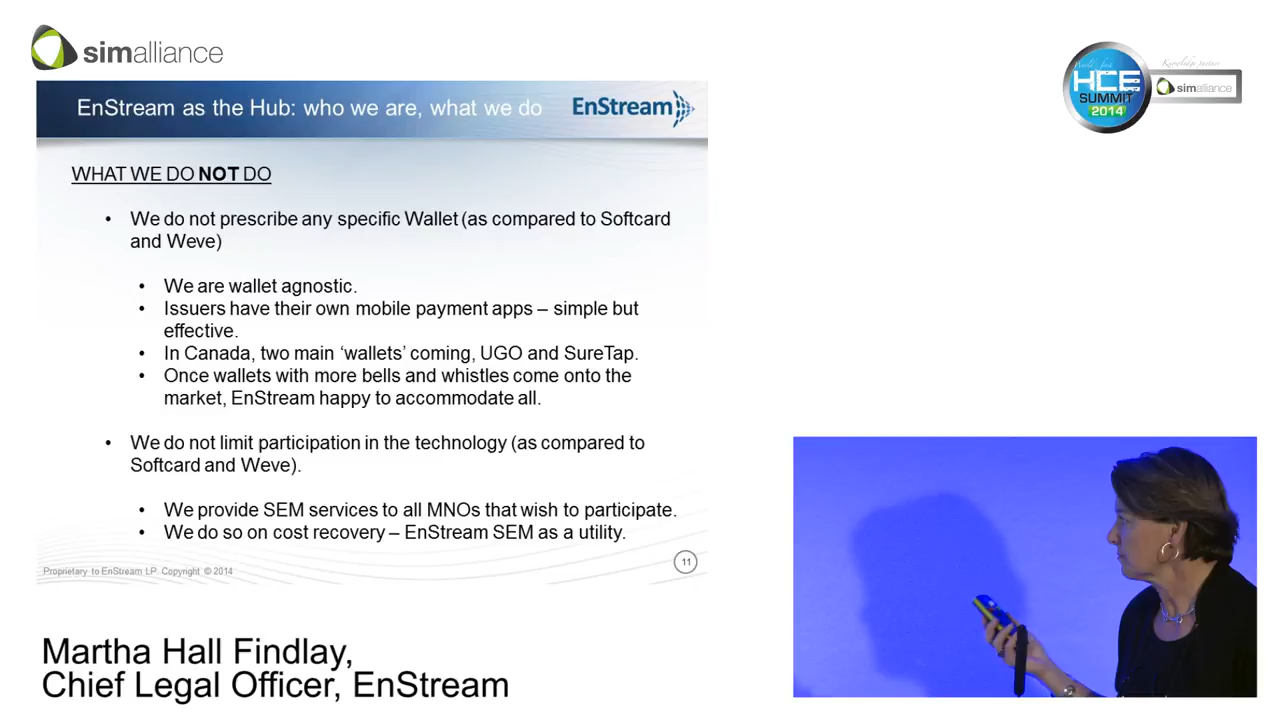 simalliance
World's first
Knowledge partner
HCE
SUMMIT
2014
simalliance
EnStream as the Hub: who we are, what we do
EnStream
WHAT WE DO NOT DO
• We do not prescribe any specific Wallet (as compared to Softcard
and Weve)
• We are wallet agnostic.
• Issuers have their own mobile payment apps – simple but
effective.
• In Canada, two main ‘wallets’ coming, UGO and SureTap.
• Once wallets with more bells and whistles come onto the
market, EnStream happy to accommodate all.
• We do not limit participation in the technology (as compared to
Softcard and Weve).
• We provide SEM services to all MNOs that wish to participate.
• We do so on cost recovery – EnStream SEM as a utility.
Proprietary to EnStream LP. Copyright © 2014
11
Martha Hall Findlay,
Chief Legal Officer, EnStream